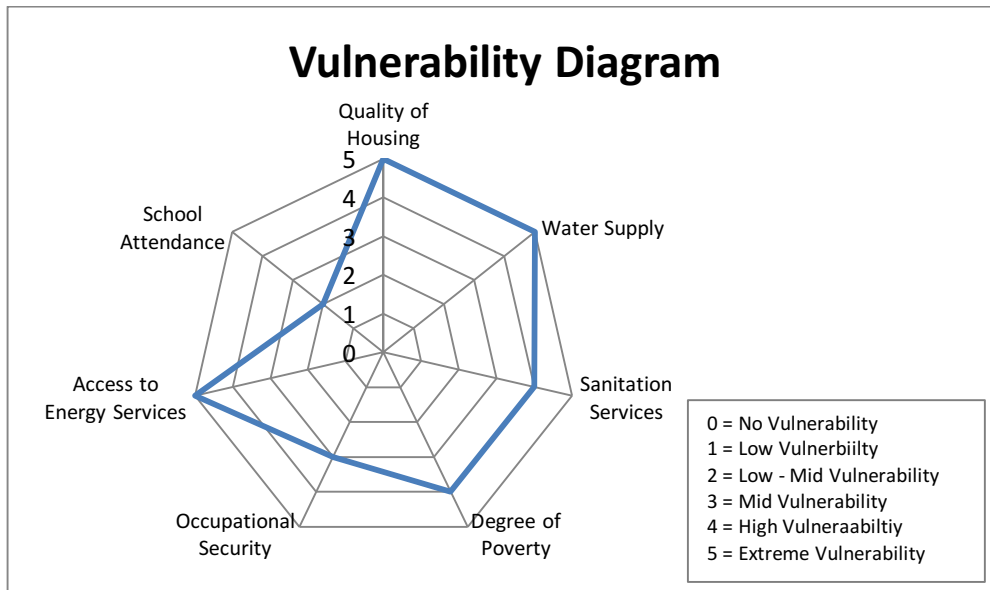 Vulnerability Diagram
Quality of
Housing
5
4
3
2
1
0
Water Supply
Sanitation
Services
Degree of
Poverty
Occupational
Security
Access to
Energy Services
School
Attendance
0 = No Vulnerability
1 = Low Vulnerbiilty
2 = Low - Mid Vulnerability
3 = Mid Vulnerability
4 = High Vulneraabiltiy
5 = Extreme Vulnerability